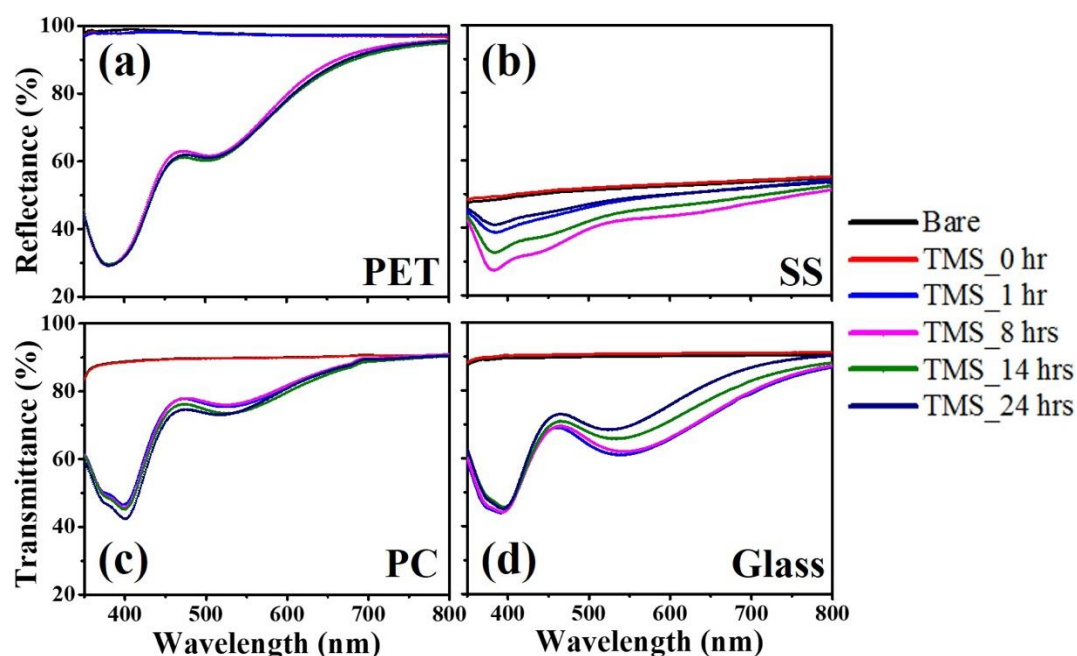 Reflectance (%)
100
80
60
40
20
(a)
PET
(b)
SS
Transmittance (%)
100
80
60
40
20
(c)
PC
(d)
Glass
400 500 600 700 800
400 500 600 700 800
Wavelength (nm)
Wavelength (nm)
Bare
TMS_0 hr
TMS_1 hr
TMS_8 hrs
TMS_14 hrs
TMS_24 hrs